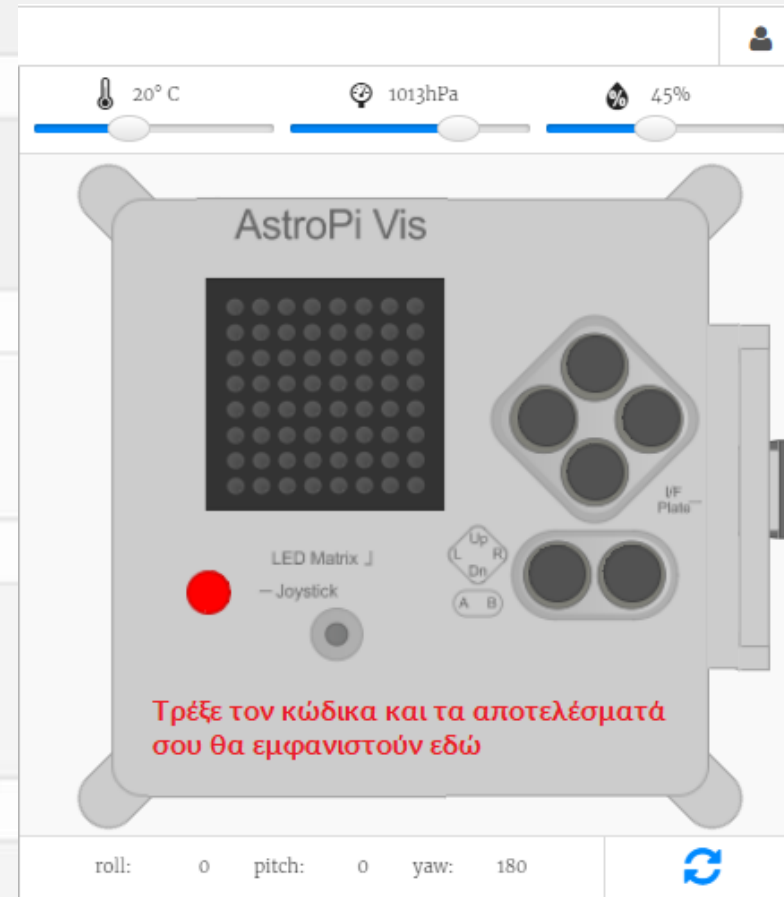 20° C
1013hPa
%
45%
AstroPi Vis
I/F
Plate
LED Matrix
Joystick
Up
L R
Dn
A B
Τρέξε τον κώδικα και τα αποτελέσματά
σου θα εμφανιστούν εδώ
roll: 0 pitch: 0 yaw: 180